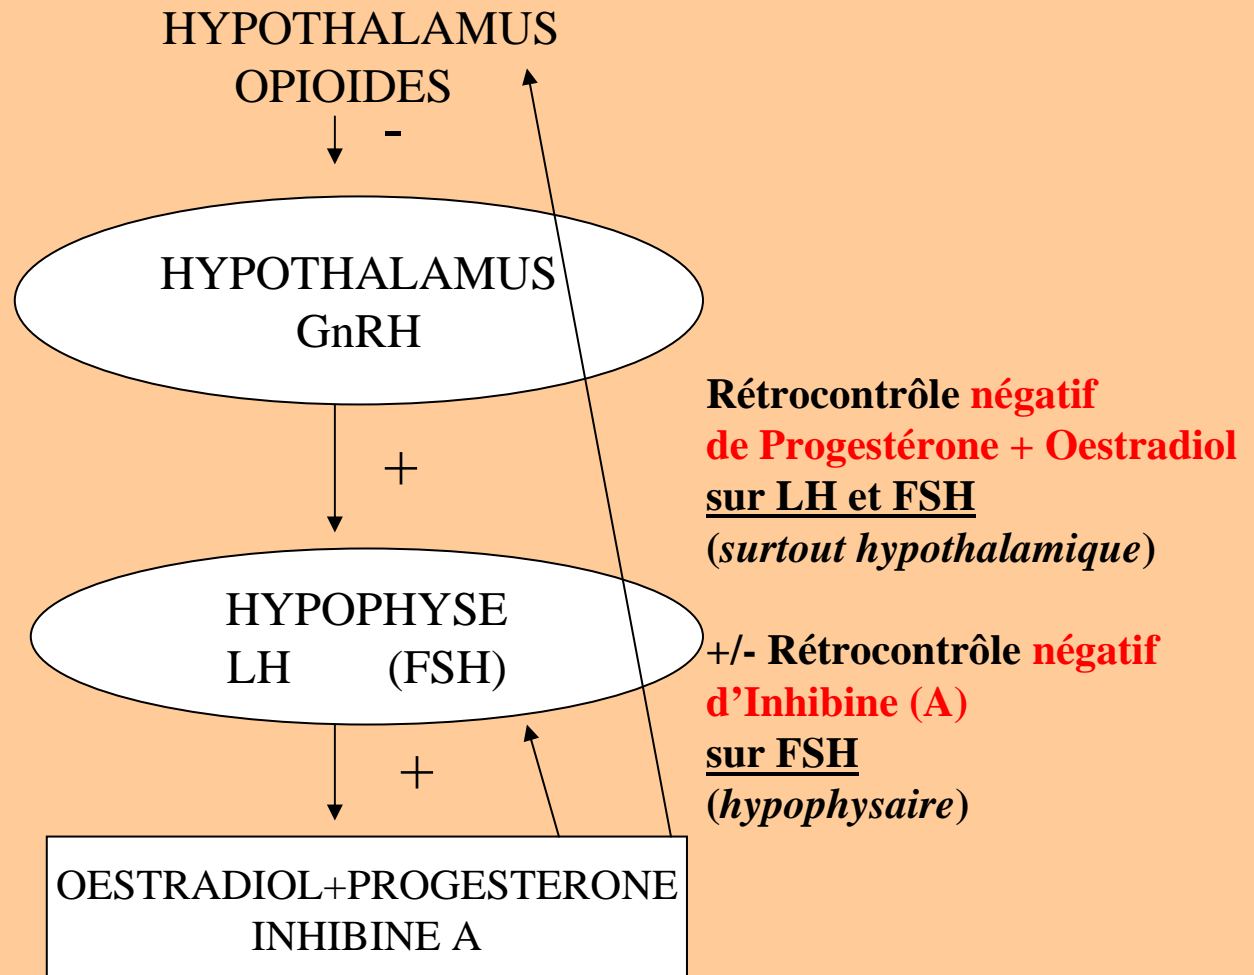 HYPOTHALAMUS
OPIOIDES
-
HYPOTHALAMUS
GnRH
+
HYPOPHYSE
LH (FSH)
+
OESTRADIOL+PROGESTERONE
INHIBINE A
Rétrocontrôle négatif
de Progestérone + Oestradiol
sur LH et FSH
(surtout hypothalamique)
+/- Rétrocontrôle négatif
d’Inhibine (A)
sur FSH
(hypophysaire)